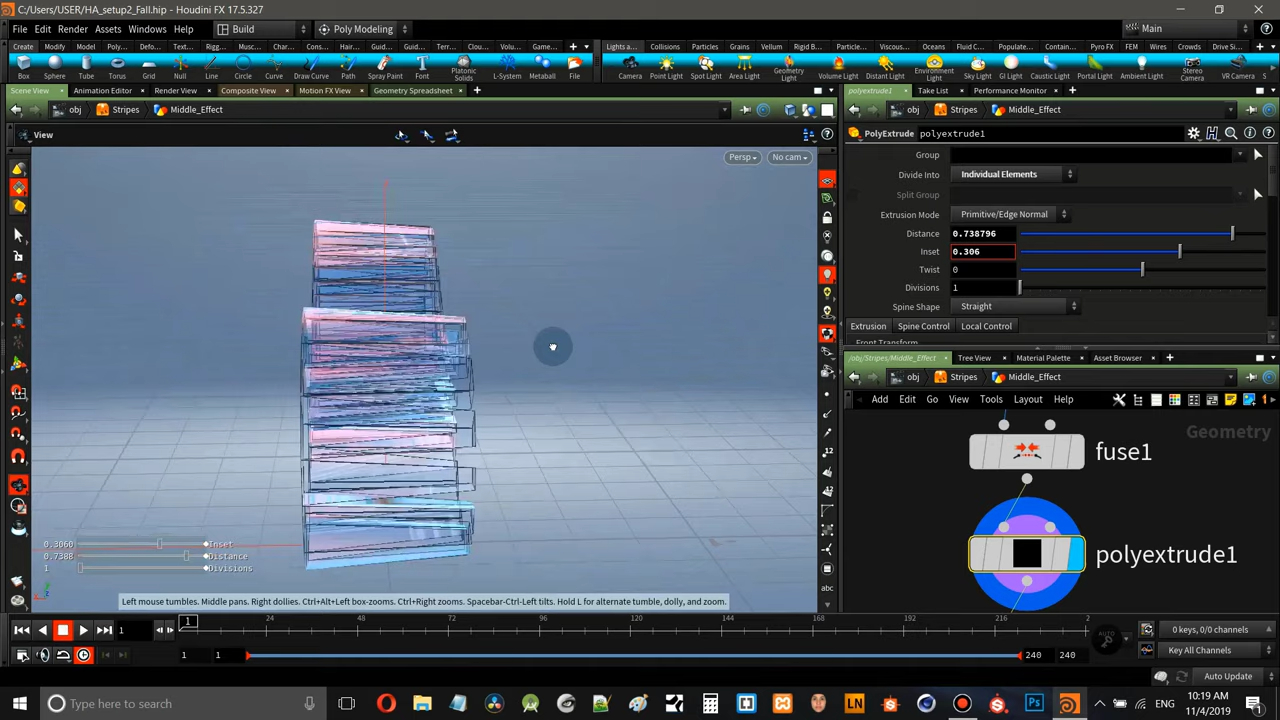 C:/Users/USER/HA_setup2_Fall.hip - Houdini FX 17.5.327
File Edit Render Assets Windows Help Build Poly Modeling Main
Create Modify Model Poly... Defo... Text... Rigg... Musc... Char... Cons... Hair... Guid... Guid... Terr... Clou... Volu... Game... Lights a... Collisions Particles Grains Vellum Rigid B... Particle... Viscous... Oceans Fluid C... Populate... Container... Pyro FX FEM Wires Crowds Drive Si...
Box Sphere Tube Torus Grid Null Line Circle Curve Draw Curve Path Spray Paint Font Platonic Solids L-System Metaball File Camera Point Light Spot Light Area Light Geometry Light Volume Light Distant Light Environment Light Sky Light GI Light Caustic Light Portal Light Ambient Light Stereo Camera VR Camera
Scene View Animation Editor Render View Composite View Motion FX View Geometry Spreadsheet polyextrude1 Take List Performance Monitor
obj Stripes Middle_Effect obj Stripes Middle_Effect
View
PolyExtrude polyextrude1
Persp No cam
Group
Divide Into Individual Elements
Split Group
Extrusion Mode Primitive/Edge Normal
Distance 0.738796
Inset 0.306
Twist 0
Divisions 1
Spine Shape Straight
Extrusion Spine Control Local Control
Front Transform
/obj/Stripes/Middle_Effect Tree View Material Palette Asset Browser
obj Stripes Middle_Effect
Add Edit Go View Tools Layout Help
Geometry
fuse1
polyextrude1
0.3060 Inset
0.7388 Distance
1 Divisions
Left mouse tumbles. Middle pans. Right dollies. Ctrl+Alt+Left box-zooms. Ctrl+Right zooms. Spacebar-Ctrl-Left tilts. Hold L for alternate tumble, dolly, and zoom.
1 1 24 48 72 96 120 144 168 192 216 2
0 keys, 0/0 channels
1 1 240 240
Key All Channels
Auto Update
Type here to search
ENG
10:19 AM
11/4/2019